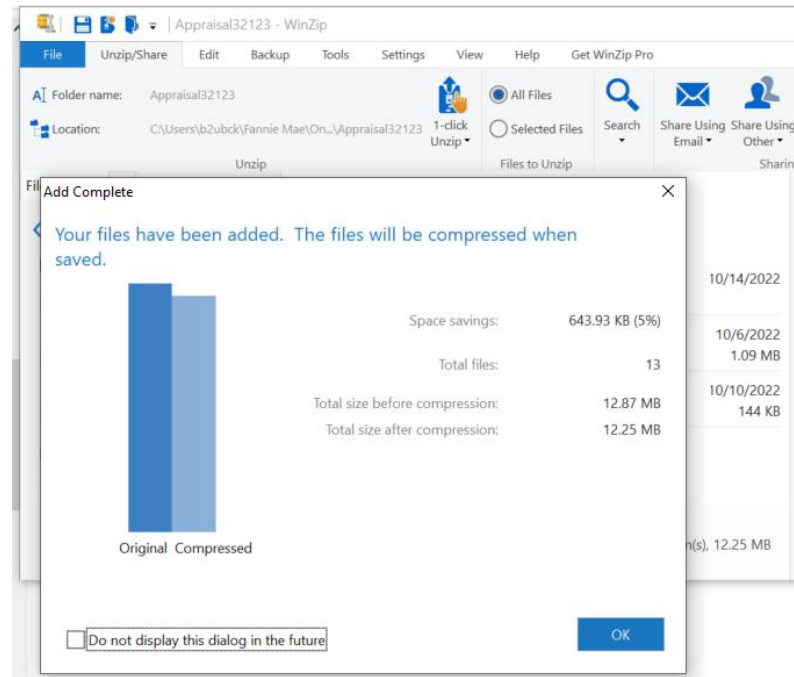 Appraisal32123 - WinZip
File Unzip/Share Edit Backup Tools Settings View Help Get WinZip Pro
Folder name: Appraisal32123
Location: C:\Users\b2ubck\Fannie Mae\On...\Appraisal32123
1-click
Unzip
All Files
Selected Files
Search
Share Using
Email
Share Using
Other
Unzip
Files to Unzip
Add Complete
Your files have been added. The files will be compressed when
saved.
Space savings: 643.93 KB (5%)
Total files: 13
Total size before compression: 12.87 MB
Total size after compression: 12.25 MB
Original Compressed
Do not display this dialog in the future
OK
10/14/2022
10/6/2022
1.09 MB
10/10/2022
144 KB
12.25 MB